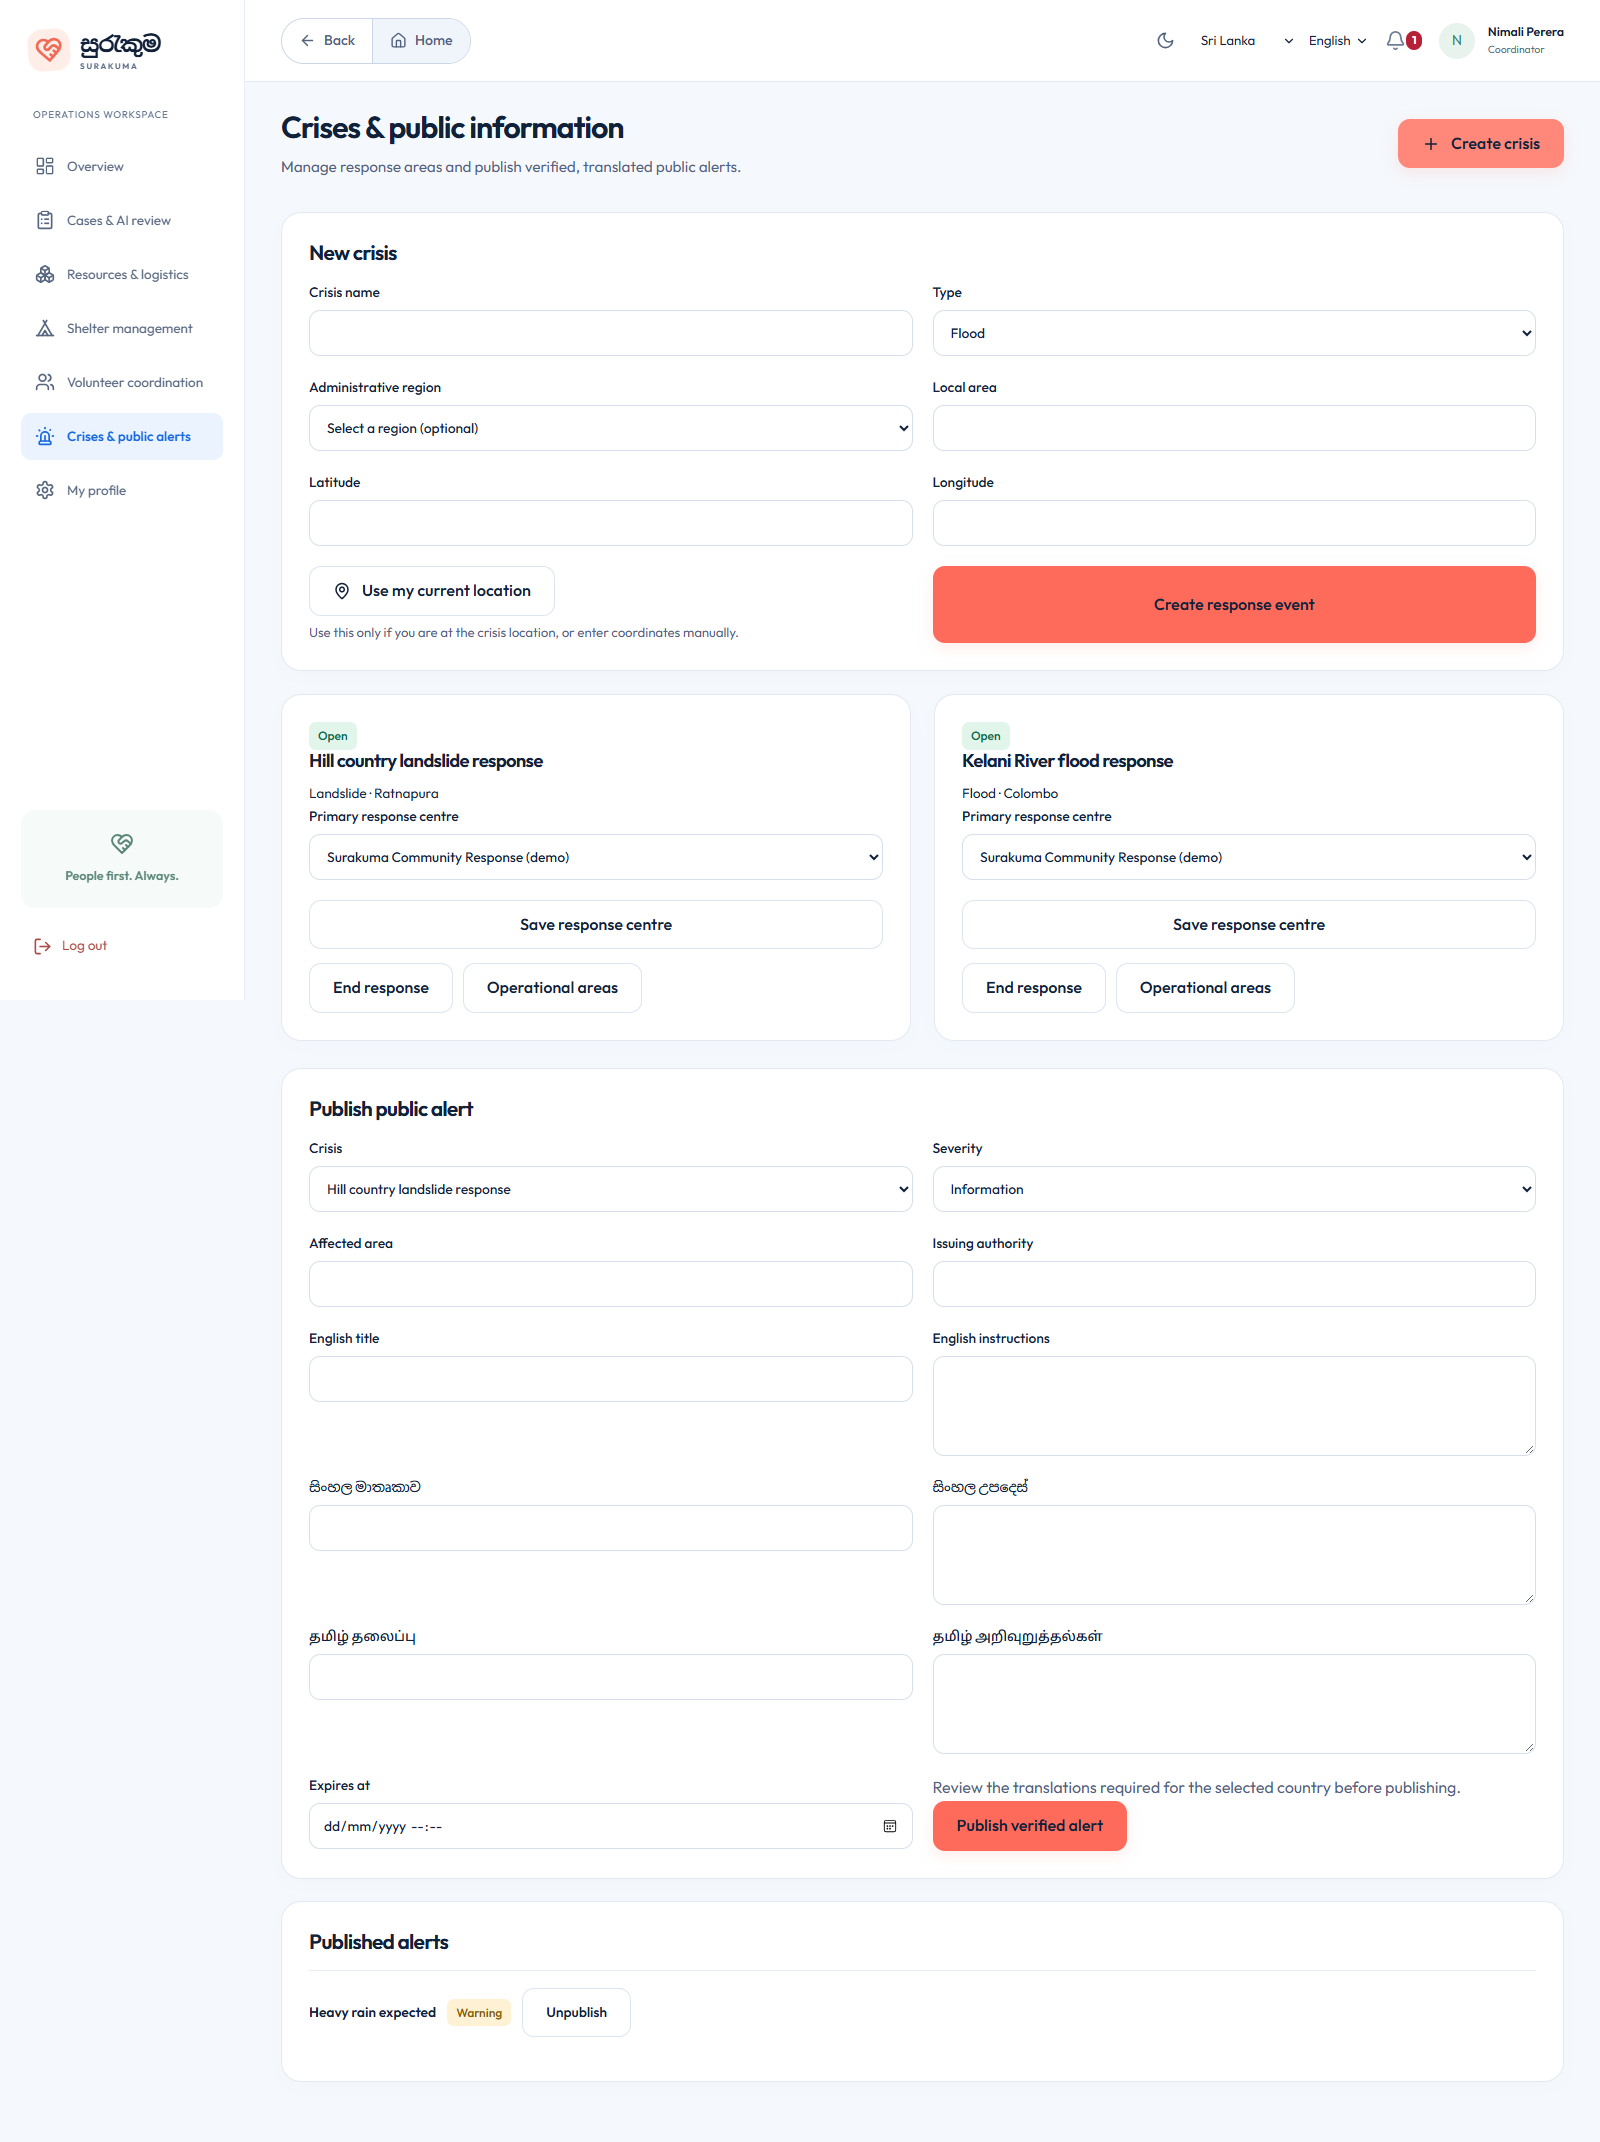 සුරැකුම
SURAKUMA
OPERATIONS WORKSPACE
Overview
Cases & AI review
Resources & logistics
Shelter management
Volunteer coordination
Crises & public alerts
My profile
People first. Always.
Log out
Back
Home
Sri Lanka
English
1
N
Nimali Perera
Coordinator
Crises & public information
Manage response areas and publish verified, translated public alerts.
Create crisis
New crisis
Crisis name
Type
Flood
Administrative region
Local area
Select a region (optional)
Latitude
Longitude
Use my current location
Use this only if you are at the crisis location, or enter coordinates manually.
Create response event
Open
Hill country landslide response
Landslide · Ratnapura
Primary response centre
Surakuma Community Response (demo)
Save response centre
End response
Operational areas
Open
Kelani River flood response
Flood · Colombo
Primary response centre
Surakuma Community Response (demo)
Save response centre
End response
Operational areas
Publish public alert
Crisis
Severity
Hill country landslide response
Information
Affected area
Issuing authority
English title
English instructions
සිංහල මාතෘකාව
සිංහල උපදෙස්
தமிழ் தலைப்பு
தமிழ் அறிவுறுத்தல்கள்
Expires at
dd/mm/yyyy --:--
Review the translations required for the selected country before publishing.
Publish verified alert
Published alerts
Heavy rain expected
Warning
Unpublish